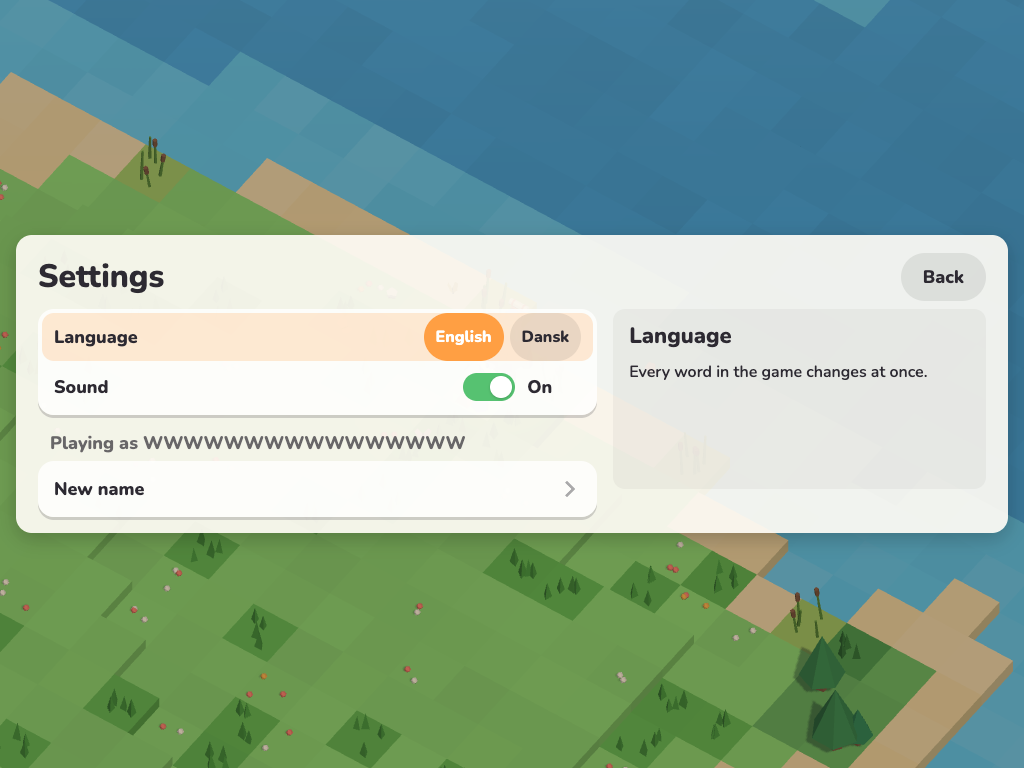 Settings
Back
Language English Dansk
Sound On
Playing as WWWWWWWWWWWWWWWW
New name
Language
Every word in the game changes at once.